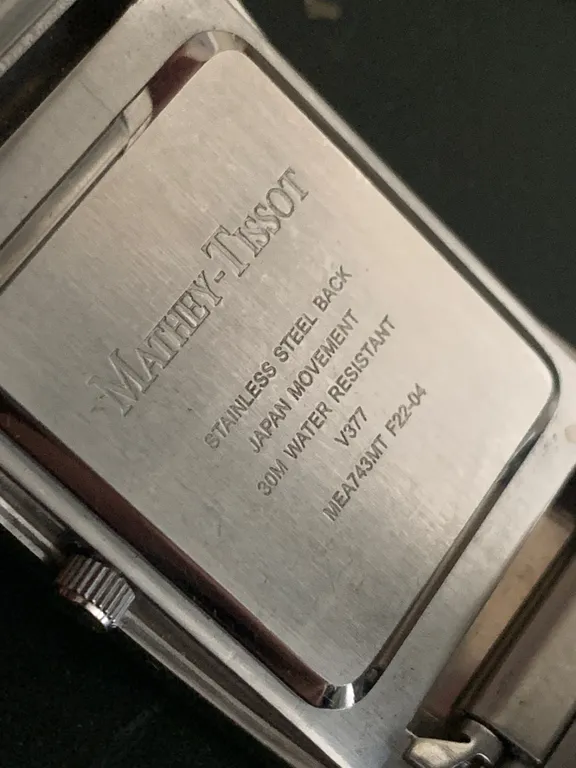 MATHEY-TISSOT
STAINLESS STEEL BACK
JAPAN MOVEMENT
30M WATER RESISTANT
V377
MEA743MT F22-04